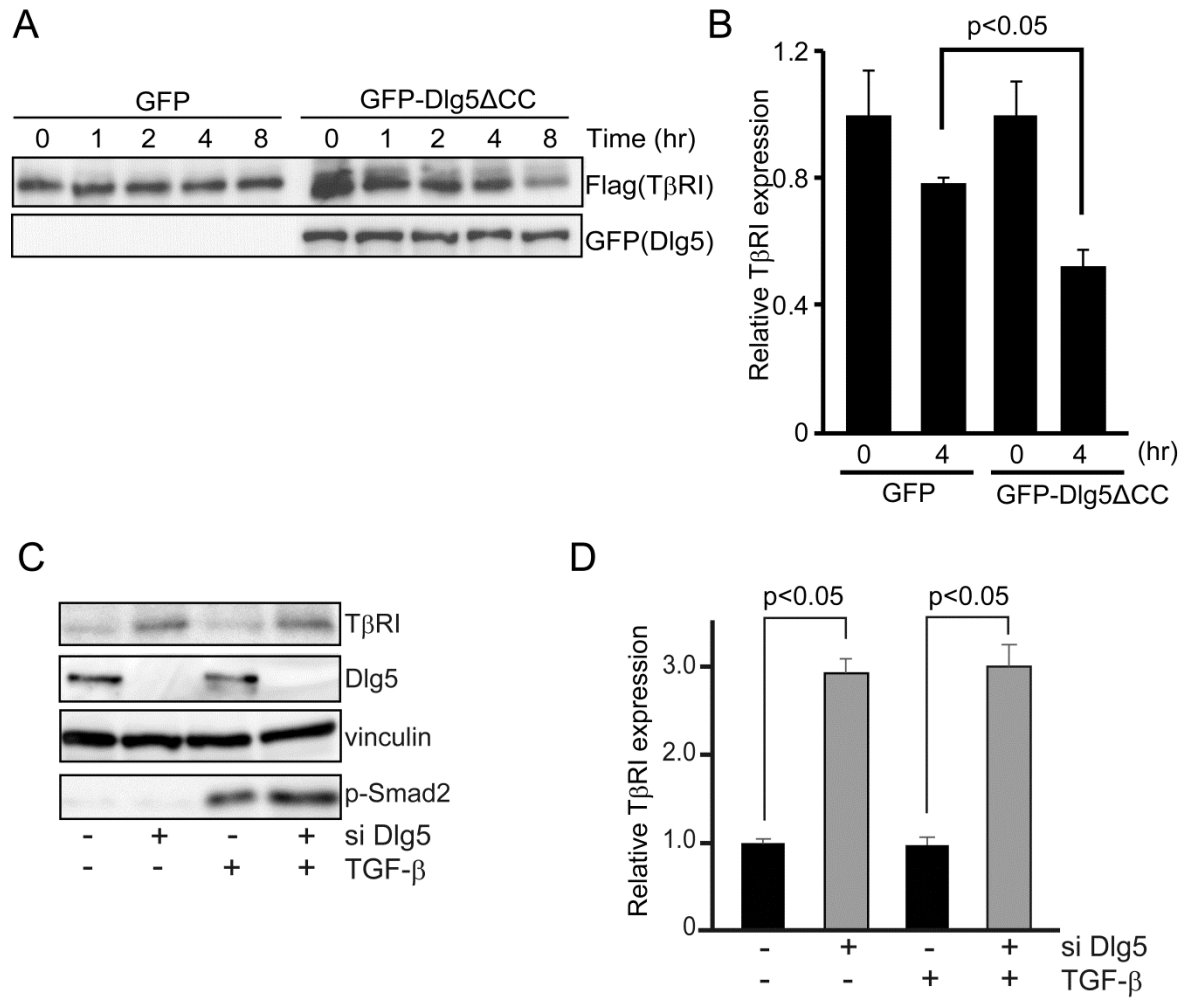 A
GFP GFP-Dlg5ΔCC
0 1 2 4 8 0 1 2 4 8 Time (hr)
Flag(TβRI)
GFP(Dlg5)
B
p<0.05
Relative TβRI expression
1.2
0.8
0.4
0
0 4 0 4 (hr)
GFP GFP-Dlg5ΔCC
C
TβRI
Dlg5
vinculin
p-Smad2
- + - + si Dlg5
- - + + TGF-β
D
p<0.05 p<0.05
Relative TβRI expression
3.0
2.0
1.0
0
- + - + si Dlg5
- - + + TGF-β